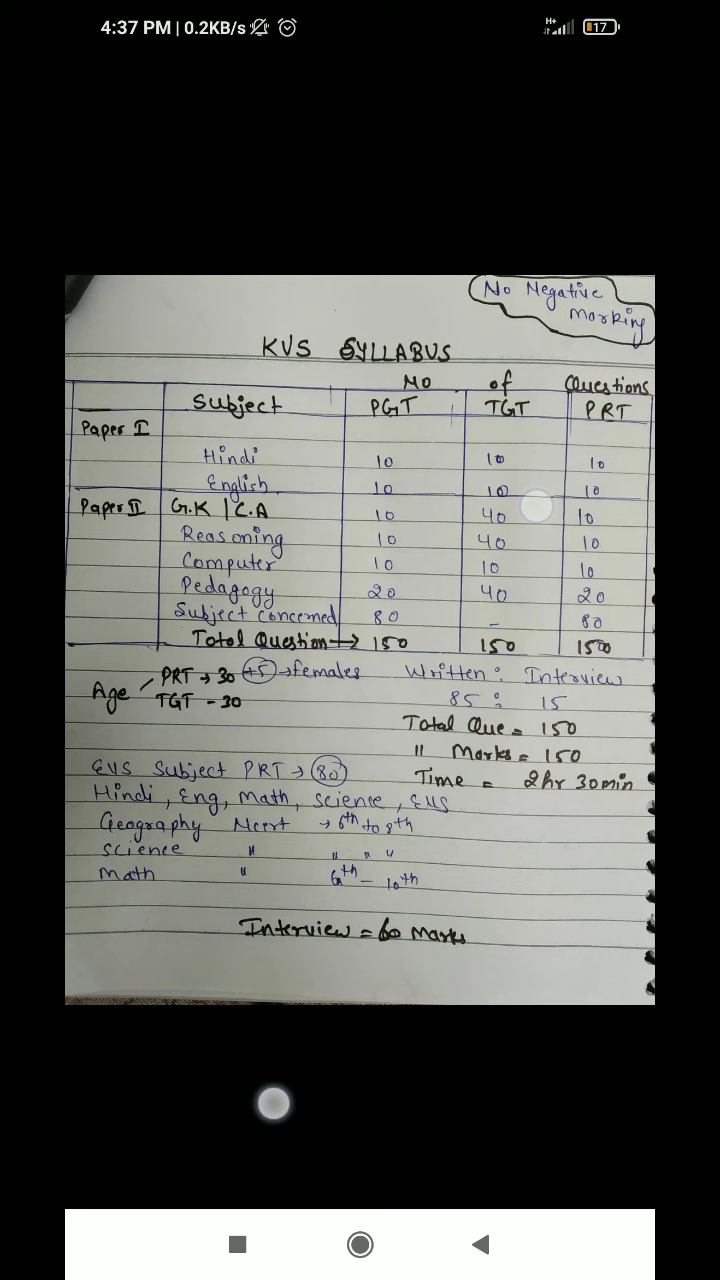 4:37 PM | 0.2KB/s
H+
17
No Negative
Marking
KVS SYLLABUS
No of Questions
Subject PGT TGT PRT
Paper I
Hindi 10 10 10
English 10 10 10
Paper II G.K | C.A 10 40 10
Reasoning 10 40 10
Computer 10 10 10
Pedagogy 20 40 20
Subject concerned 80 - 80
Total Question → 150 150 150
Age PRT → 30 +5 → females
TGT - 30
Written : Interview
85 : 15
Total Que = 150
" Marks = 150
Time = 2hr 30min
EVS Subject PRT → 80
Hindi, Eng, Math, science, EVS
Geography Ncert → 6th to 8th
Science " " " "
Math " 6th - 10th
Interview = 60 Marks